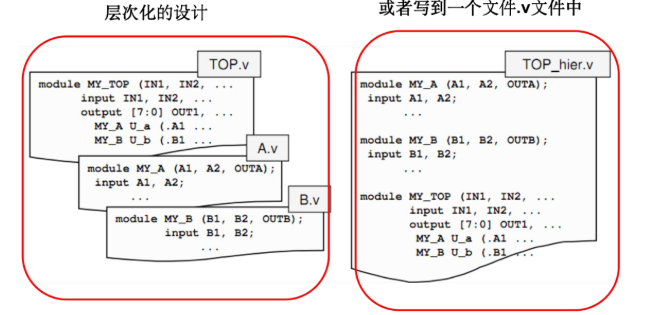 层次化的设计
TOP.v
module MY_TOP (IN1, IN2, ...
input IN1, IN2, ...
output [7:0] OUT1, ...
MY_A U_a (.A1 ...
MY_B U_b (.B1 ...
A.v
module MY_A (A1, A2, OUTA);
input A1, A2;
...
B.v
module MY_B (B1, B2, OUTB);
input B1, B2;
...
或者写到一个文件.v文件中
TOP_hier.v
module MY_A (A1, A2, OUTA);
input A1, A2;
...
module MY_B (B1, B2, OUTB);
input B1, B2;
...
module MY_TOP (IN1, IN2, ...
input IN1, IN2, ...
output [7:0] OUT1, ...
MY_A U_a (.A1 ...
MY_B U_b (.B1 ...